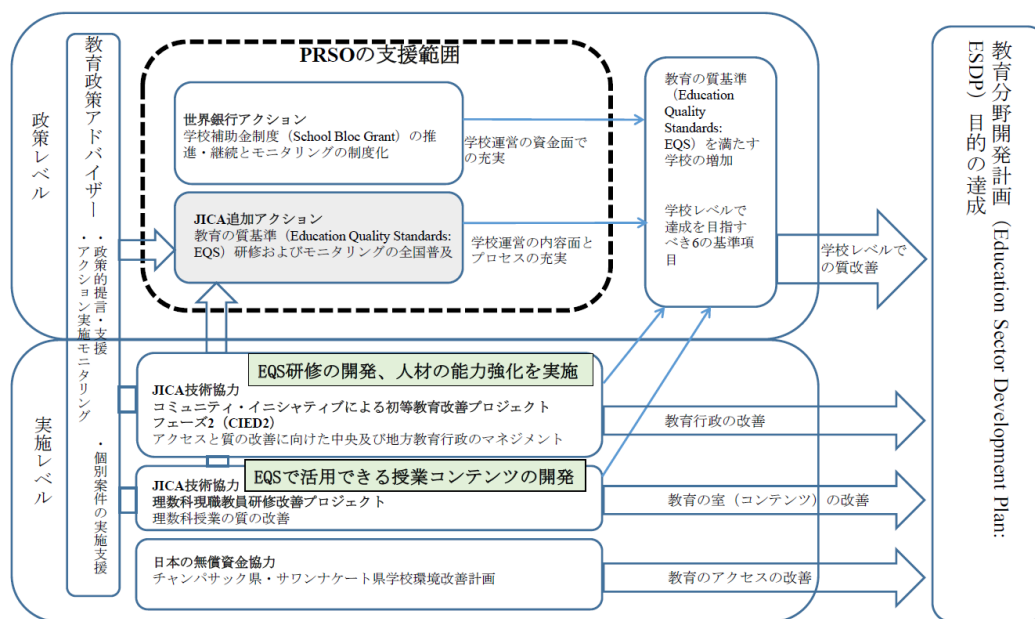 政策レベル
実施レベル
教育政策アドバイザー
・政策的提言・支援
・アクション実施モニタリング
・個別案件の実施支援
PRSOの支援範囲
世界銀行アクション
学校補助金制度（School Bloc Grant）の推
進・継続とモニタリングの制度化
学校運営の資金面で
の充実
JICA追加アクション
教育の質基準（Education Quality Standards:
EQS）研修およびモニタリングの全国普及
学校運営の内容面と
プロセスの充実
教育の質基準
（Education
Quality
Standards:
EQS）を満たす
学校の増加
学校レベルで
達成を目指す
べき6の基準項
目
学校レベルで
の質改善
EQS研修の開発、人材の能力強化を実施
JICA技術協力
コミュニティ・イニシャティブによる初等教育改善プロジェクト
フェーズ2（CIED2）
アクセスと質の改善に向けた中央及び地方教育行政のマネジメント
教育行政の改善
EQSで活用できる授業コンテンツの開発
JICA技術協力
理数科現職教員研修改善プロジェクト
理数科授業の質の改善
教育の室（コンテンツ）の改善
日本の無償資金協力
チャンパサック県・サワンナケート県学校環境改善計画
教育のアクセスの改善
教育分野開発計画（Education Sector Development Plan:
ESDP）目的の達成